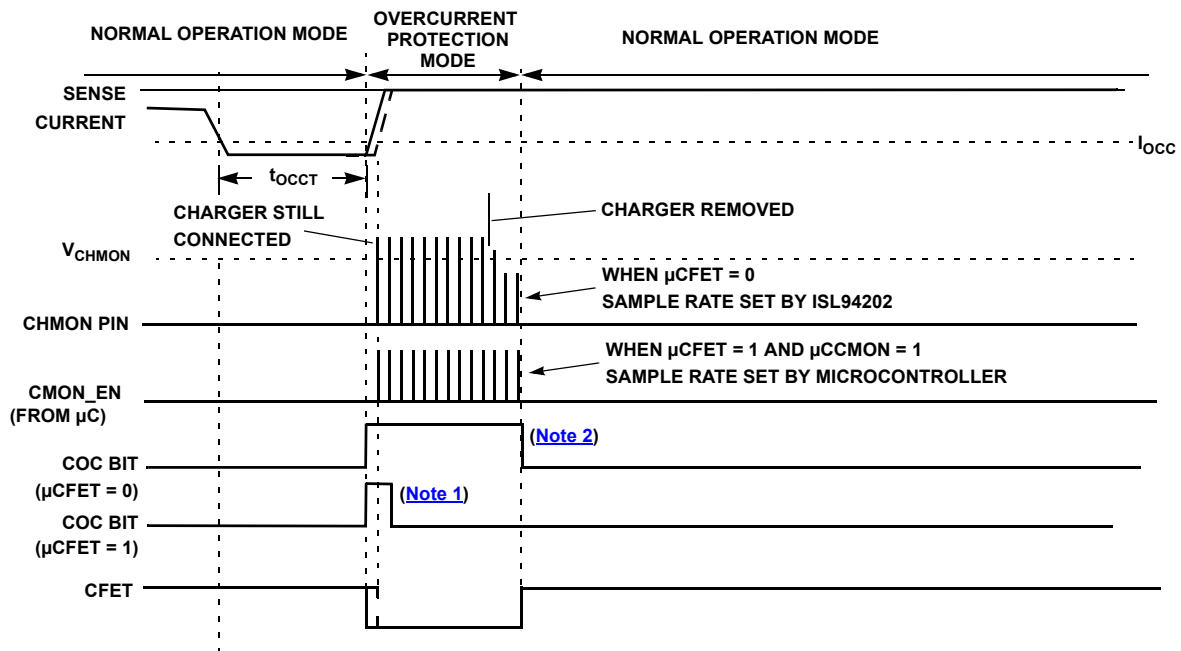 NORMAL OPERATION MODE
OVERCURRENT
PROTECTION
MODE
NORMAL OPERATION MODE
SENSE
CURRENT
IOCC
tOCCT
CHARGER STILL
CONNECTED
CHARGER REMOVED
VCHMON
WHEN µCFET = 0
SAMPLE RATE SET BY ISL94202
CHMON PIN
WHEN µCFET = 1 AND µCCMON = 1
SAMPLE RATE SET BY MICROCONTROLLER
CMON_EN
(FROM µC)
(Note 2)
COC BIT
(µCFET = 0)
(Note 1)
COC BIT
(µCFET = 1)
CFET